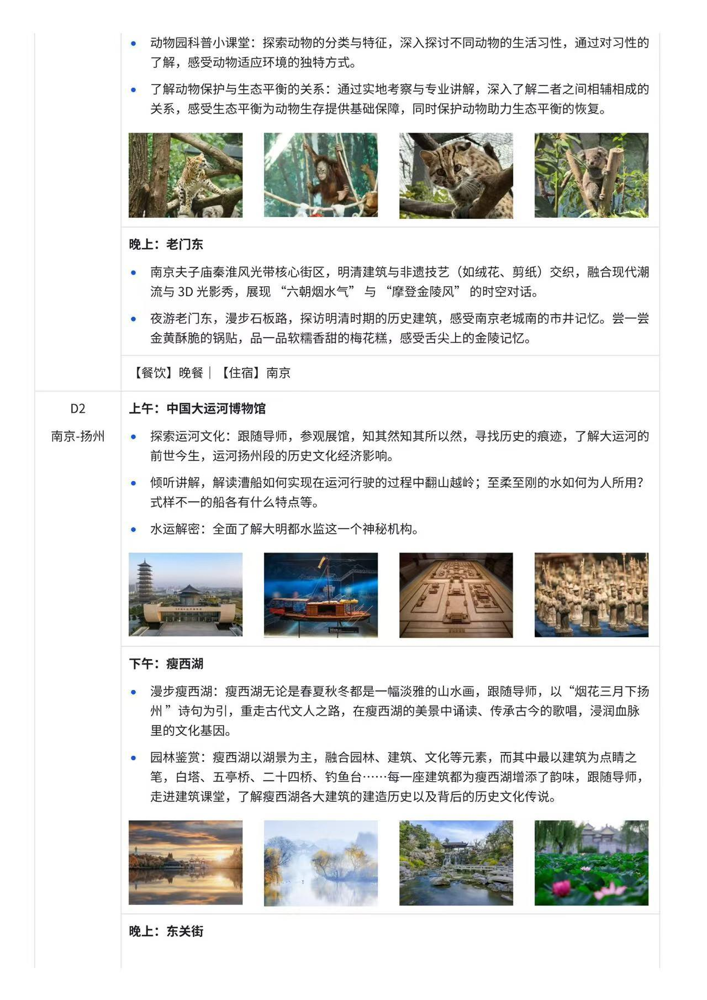 动物园科普小课堂：探索动物的分类与特征，深入探讨不同动物的生活习性，通过对习性的
了解，感受动物适应环境的独特方式。
了解动物保护与生态平衡的关系：通过实地考察与专业讲解，深入了解二者之间相辅相成的
关系，感受生态平衡为动物生存提供基础保障，同时保护动物助力生态平衡的恢复。
晚上：老门东
南京夫子庙秦淮风光带核心街区，明清建筑与非遗技艺（如绒花、剪纸）交织，融合现代潮
流与 3D 光影秀，展现 “六朝烟水气” 与 “摩登金陵风” 的时空对话。
夜游老门东，漫步石板路，探访明清时期的历史建筑，感受南京老城南的市井记忆。尝一尝
金黄酥脆的锅贴，品一品软糯香甜的梅花糕，感受舌尖上的金陵记忆。
【餐饮】晚餐｜【住宿】南京
D2
南京-扬州
上午：中国大运河博物馆
探索运河文化：跟随导师，参观展馆，知其然知其所以然，寻找历史的痕迹，了解大运河的
前世今生，运河扬州段的历史文化经济影响。
倾听讲解，解读漕船如何实现在运河行驶的过程中翻山越岭；至柔至刚的水如何为人所用？
式样不一的船各有什么特点等。
水运解密：全面了解大明都水监这一个神秘机构。
下午：瘦西湖
漫步瘦西湖：瘦西湖无论是春夏秋冬都是一幅淡雅的山水画，跟随导师，以“烟花三月下扬
州 ”诗句为引，重走古代文人之路，在瘦西湖的美景中诵读、传承古今的歌唱，浸润血脉
里的文化基因。
园林鉴赏：瘦西湖以湖景为主，融合园林、建筑、文化等元素，而其中最以建筑为点睛之
笔，白塔、五亭桥、二十四桥、钓鱼台……每一座建筑都为瘦西湖增添了韵味，跟随导师，
走进建筑课堂，了解瘦西湖各大建筑的建造历史以及背后的历史文化传说。
晚上：东关街